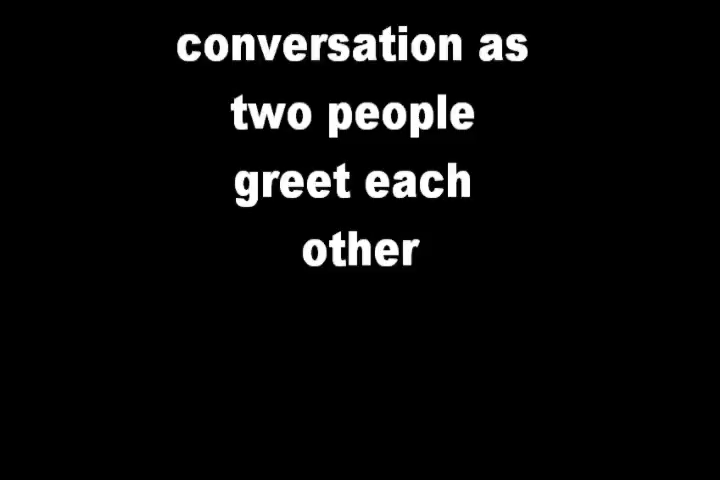 conversation as
two people
greet each
other